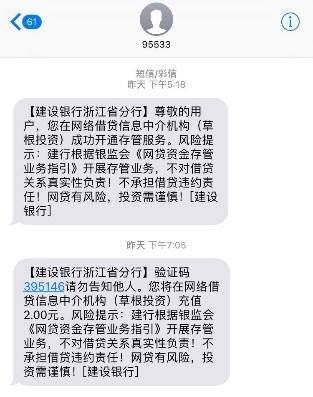 61
95533
短信/彩信
昨天 下午5:18
【建设银行浙江省分行】尊敬的用
户，您在网络借贷信息中介机构（草
根投资）成功开通存管服务。风险提
示：建行根据银监会《网贷资金存管
业务指引》开展存管业务，不对借贷
关系真实性负责！不承担借贷违约责
任！网贷有风险，投资需谨慎！[建设
银行]
昨天 下午7:05
【建设银行浙江省分行】验证码
395146请勿告知他人。您将在网络借
贷信息中介机构（草根投资）充值
2.00元。风险提示：建行根据银监会
《网贷资金存管业务指引》开展存管
业务，不对借贷关系真实性负责！不
承担借贷违约责任！网贷有风险，投
资需谨慎！[建设银行]